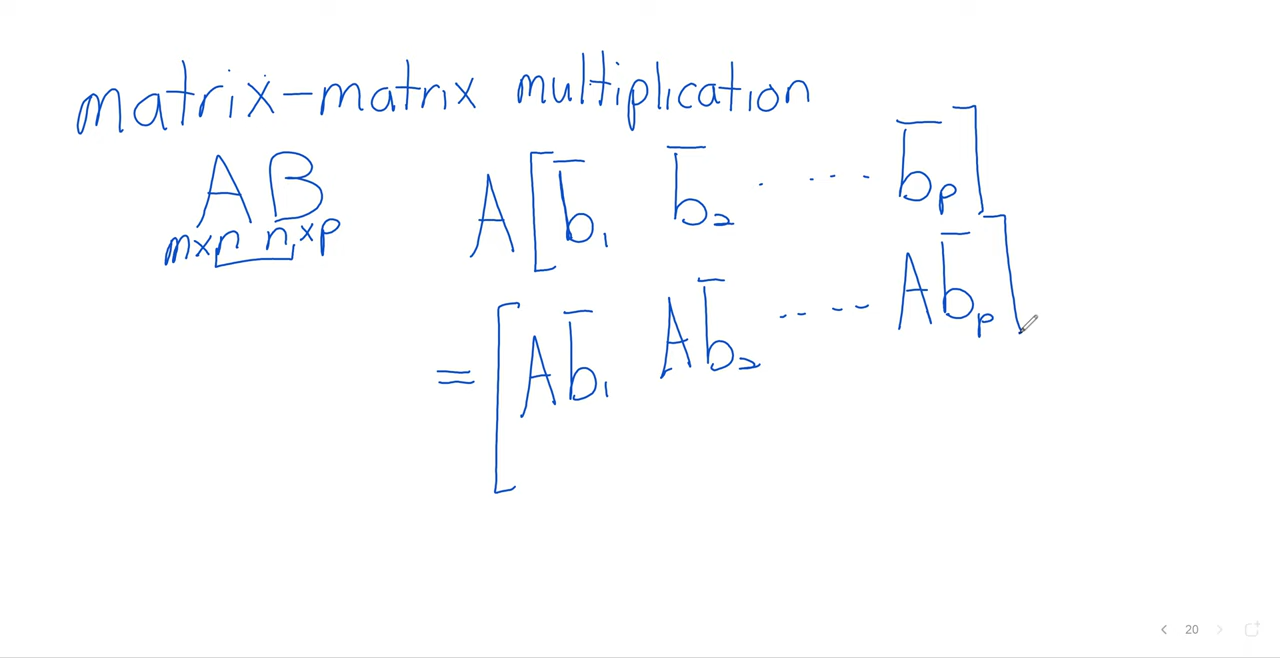 matrix-matrix multiplication
AB A[b̅₁ b̅₂ ..... b̅ₚ]
m×n n×p
= [Ab̅₁ Ab̅₂ ..... Ab̅ₚ]
20